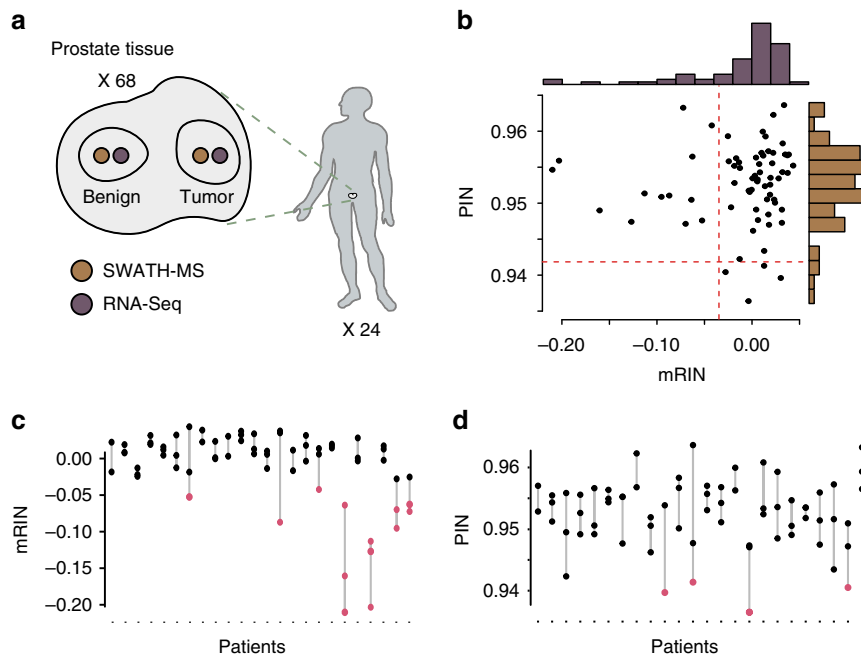 a
Prostate tissue
X 68
Benign
Tumor
SWATH-MS
RNA-Seq
X 24
b
PIN
0.96
0.95
0.94
−0.20
−0.10
0.00
mRIN
c
mRIN
0.00
−0.05
−0.10
−0.15
−0.20
Patients
d
PIN
0.96
0.95
0.94
Patients